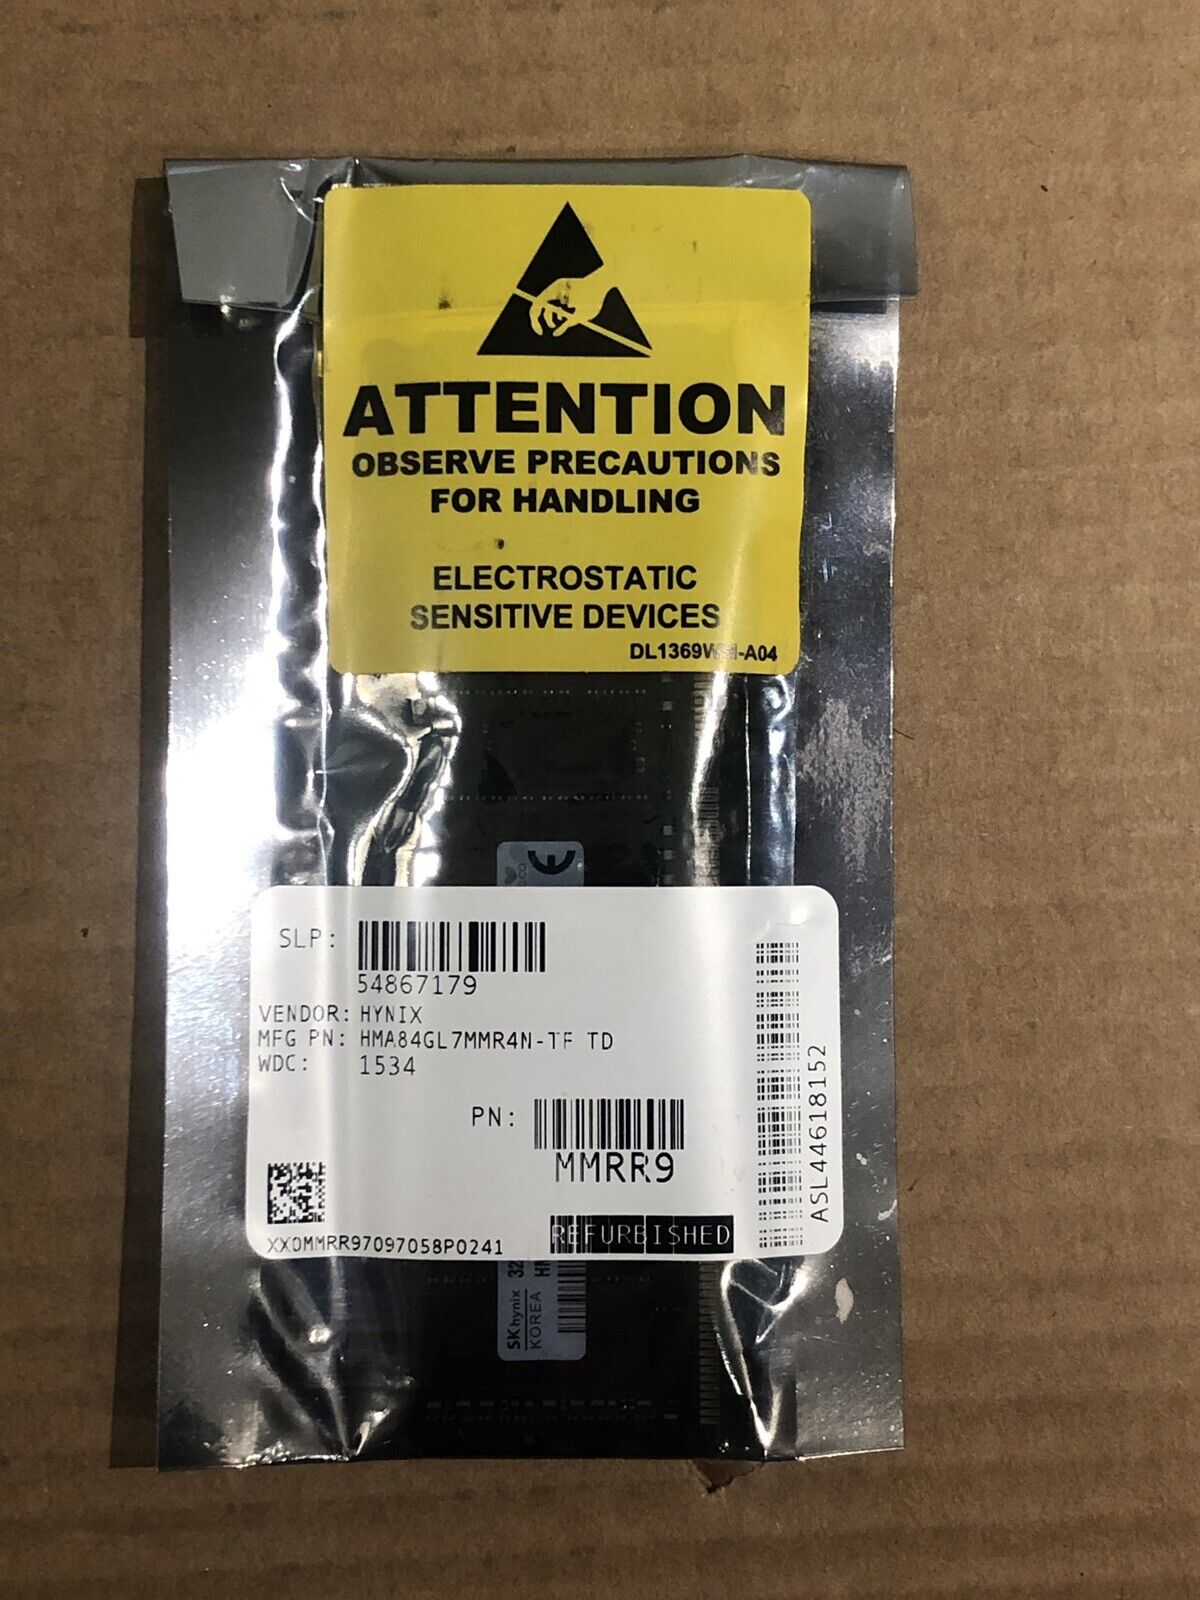 ATTENTION
OBSERVE PRECAUTIONS
FOR HANDLING
ELECTROSTATIC
SENSITIVE DEVICES
SLP:
54867179
VENDOR: HYNIX
MFG PN: HMA84GL7MMR4N-TF TD
WDC: 1534
PN:
MMRR9
REFURBISHED
XX0MMRR97097058P0241
ASL44618152
SK hynix
KOREA